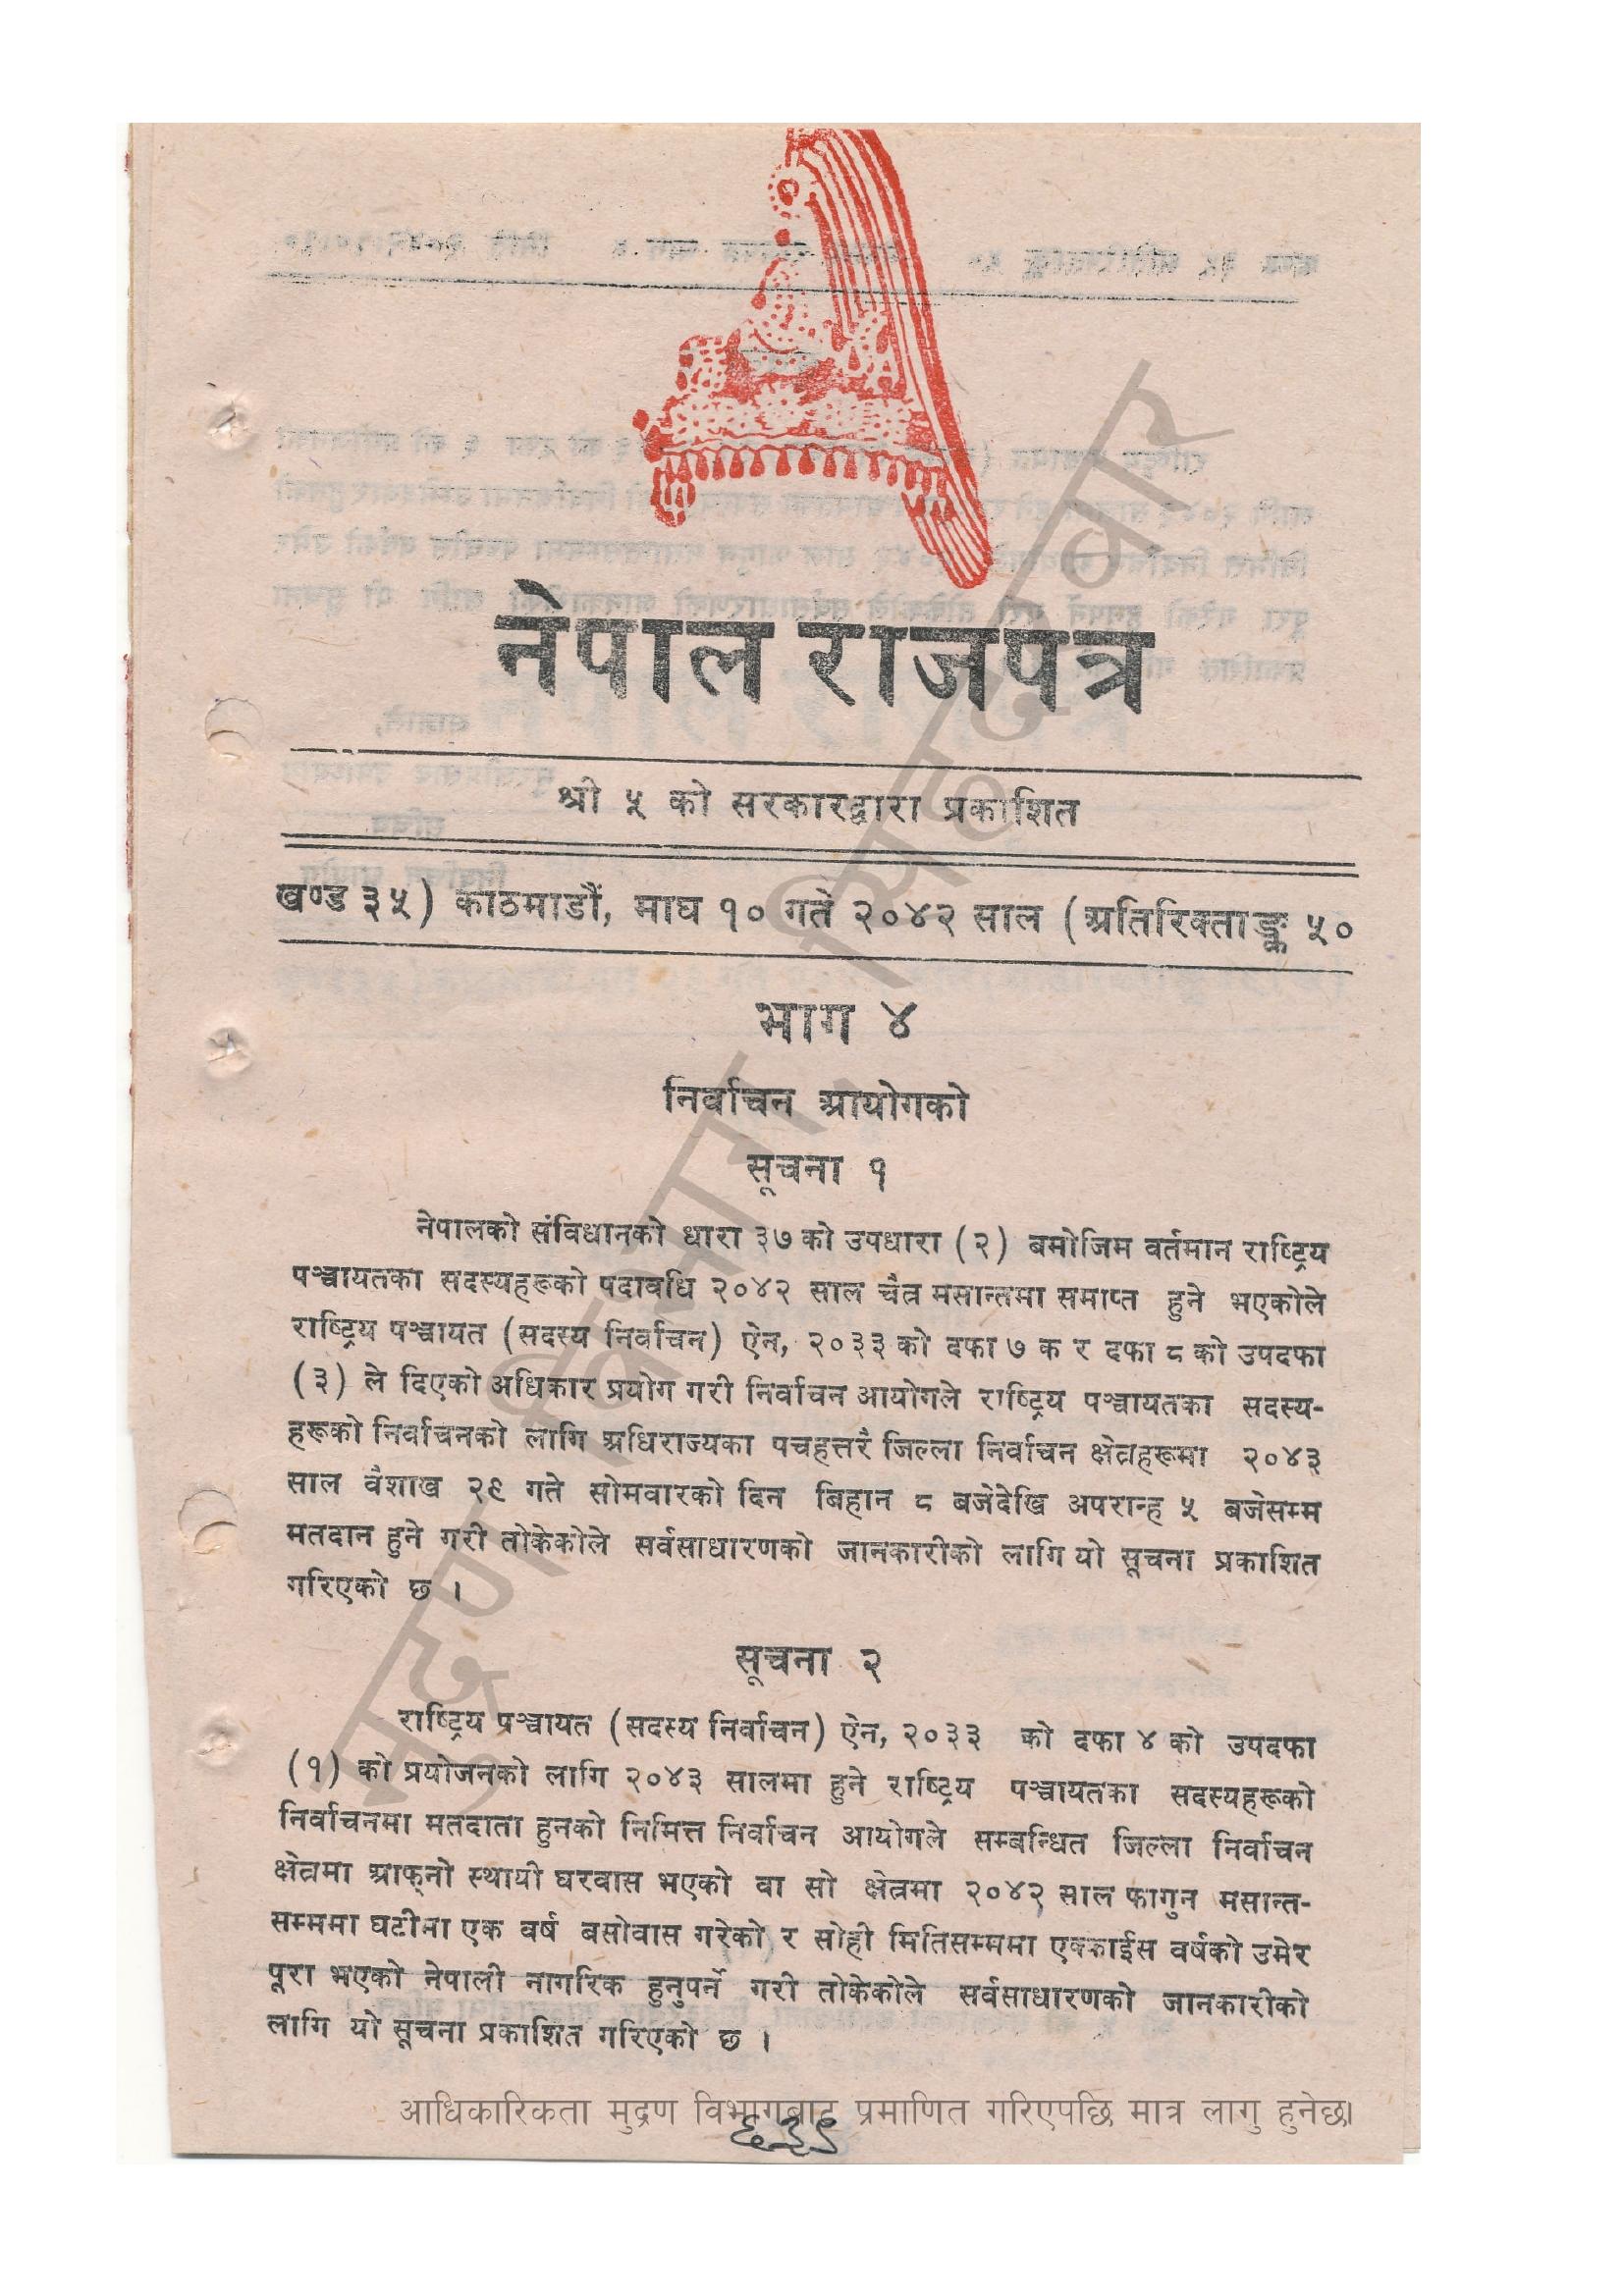 नेपाल राजपत्र
श्री ५ को सरकारद्वारा प्रकाशित
खण्ड ३५) काठमाडौं, माघ १० गते २०४२ साल (अतिरिक्ताङ्क ५०
भाग ४
निर्वाचन आयोगको
सूचना १
नेपालको संविधानको धारा ३७ को उपधारा (२) बमोजिम वर्तमान राष्ट्रिय
पञ्चायतका सदस्यहरूको पदावधि २०४२ साल चैत्र मसान्तमा समाप्त हुने भएकोले
राष्ट्रिय पञ्चायत (सदस्य निर्वाचन) ऐन, २०३३ को दफा ७ क र दफा ८ को उपदफा
(३) ले दिएको अधिकार प्रयोग गरी निर्वाचन आयोगले राष्ट्रिय पञ्चायतका सदस्य-
हरूको निर्वाचनको लागि अधिराज्यका पचहत्तरै जिल्ला निर्वाचन क्षेत्रहरूमा २०४३
साल वैशाख २९ गते सोमवारको दिन बिहान ८ बजेदेखि अपरान्ह ५ बजेसम्म
मतदान हुने गरी तोकेकोले सर्वसाधारणको जानकारीको लागि यो सूचना प्रकाशित
गरिएको छ ।
सूचना २
राष्ट्रिय पञ्चायत (सदस्य निर्वाचन) ऐन, २०३३ को दफा ४ को उपदफा
(१) को प्रयोजनको लागि २०४३ सालमा हुने राष्ट्रिय पञ्चायतका सदस्यहरूको
निर्वाचनमा मतदाता हुनको निमित्त निर्वाचन आयोगले सम्बन्धित जिल्ला निर्वाचन
क्षेत्रमा आफ्नो स्थायी घरवास भएको वा सो क्षेत्रमा २०४२ साल फागुन मसान्त-
सम्ममा घटीमा एक वर्ष बसोवास गरेको र सोही मितिसम्ममा एक्काईस वर्षको उमेर
पूरा भएको नेपाली नागरिक हुनुपर्ने गरी तोकेकोले सर्वसाधारणको जानकारीको
लागि यो सूचना प्रकाशित गरिएको छ ।
आधिकारिकता मुद्रण विभागबाट प्रमाणित गरिएपछि मात्र लागु हुनेछ।
६३९
मुद्रण विभाग, सिंहदरवार